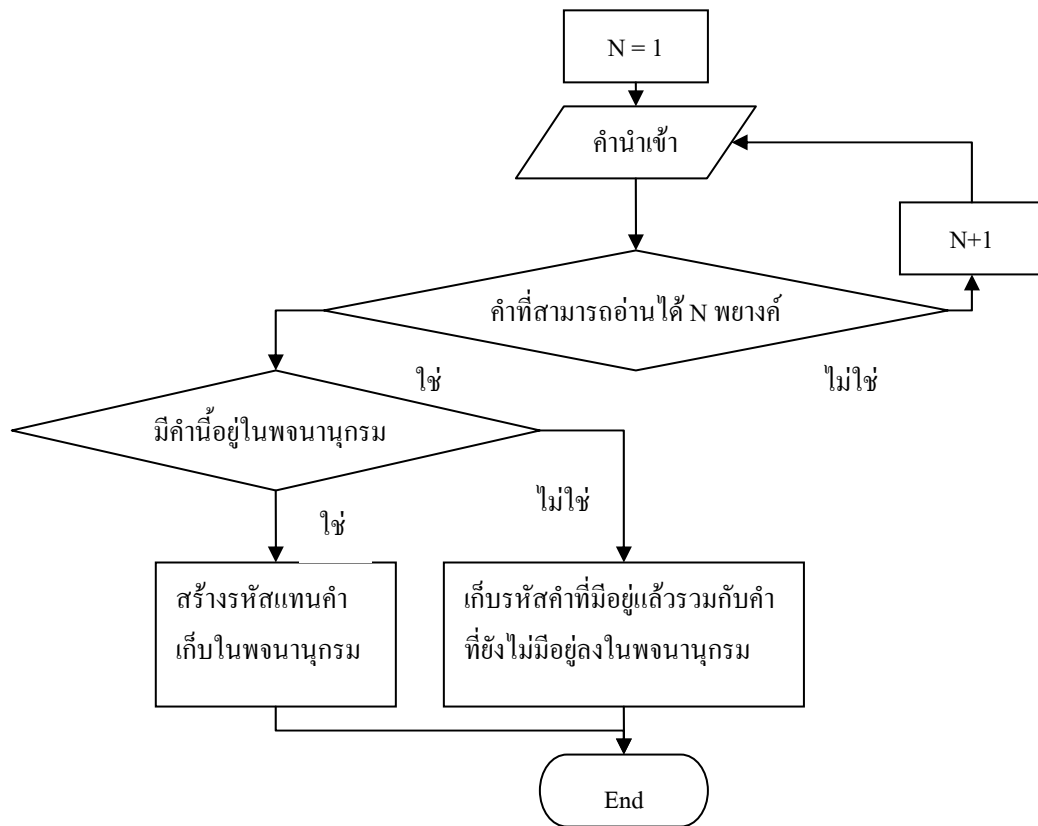 N = 1
คำนำเข้า
N+1
คำที่สามารถอ่านได้ N พยางค์
ใช่
ไม่ใช่
มีคำนี้อยู่ในพจนานุกรม
ไม่ใช่
ใช่
สร้างรหัสแทนคำ
เก็บในพจนานุกรม
เก็บรหัสคำที่มีอยู่แล้วรวมกับคำ
ที่ยังไม่มีอยู่ลงในพจนานุกรม
End